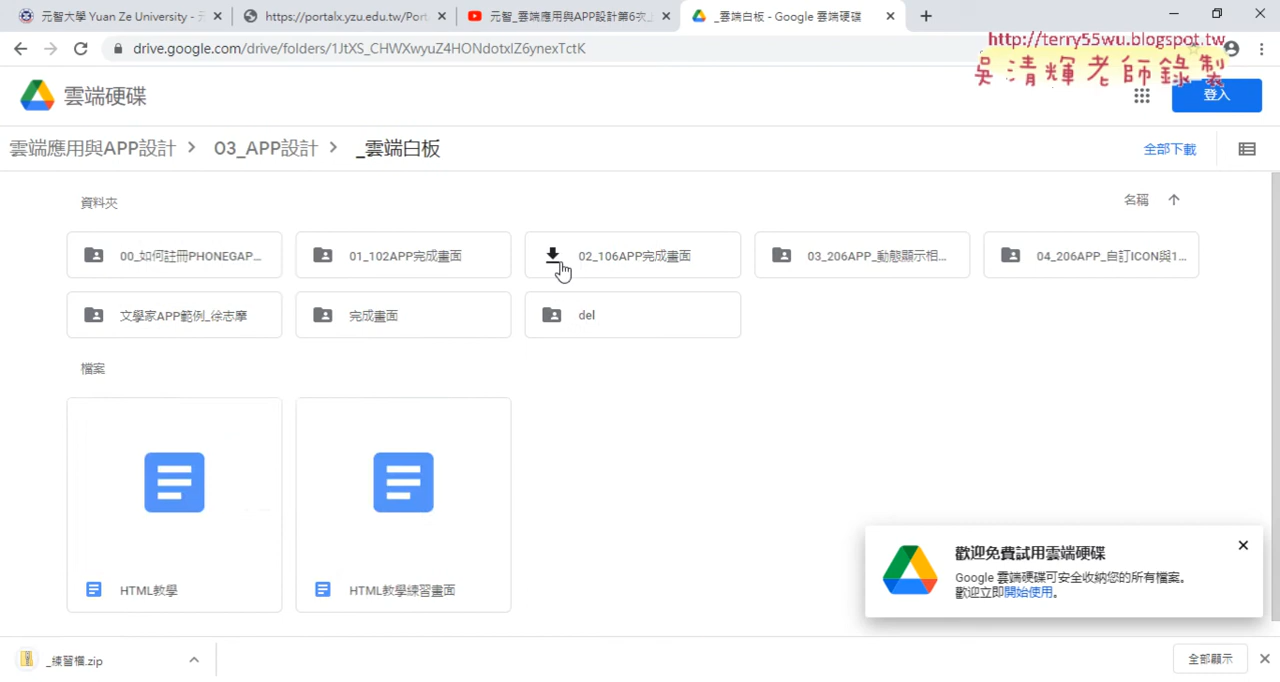 元智大學 Yuan Ze University - 元
https://portalx.yzu.edu.tw/Port
元智_雲端應用與APP設計第6次_
_雲端白板 - Google 雲端硬碟
drive.google.com/drive/folders/1JtXS_CHWXwyuZ4HONdotxIZ6ynexTctK
http://terry55wu.blogspot.tw
吳清輝老師錄製
雲端硬碟
登入
雲端應用與APP設計 > 03_APP設計 > _雲端白板
全部下載
資料夾
名稱
00_如何註冊PHONEGAP...
01_102APP完成畫面
02_106APP完成畫面
03_206APP_動態顯示相...
04_206APP_自訂ICON與1...
文學家APP範例_徐志摩
完成畫面
del
檔案
HTML教學
HTML教學練習畫面
歡迎免費試用雲端硬碟
Google 雲端硬碟可安全收納您的所有檔案。
歡迎立即開始使用。
_練習檔.zip
全部顯示